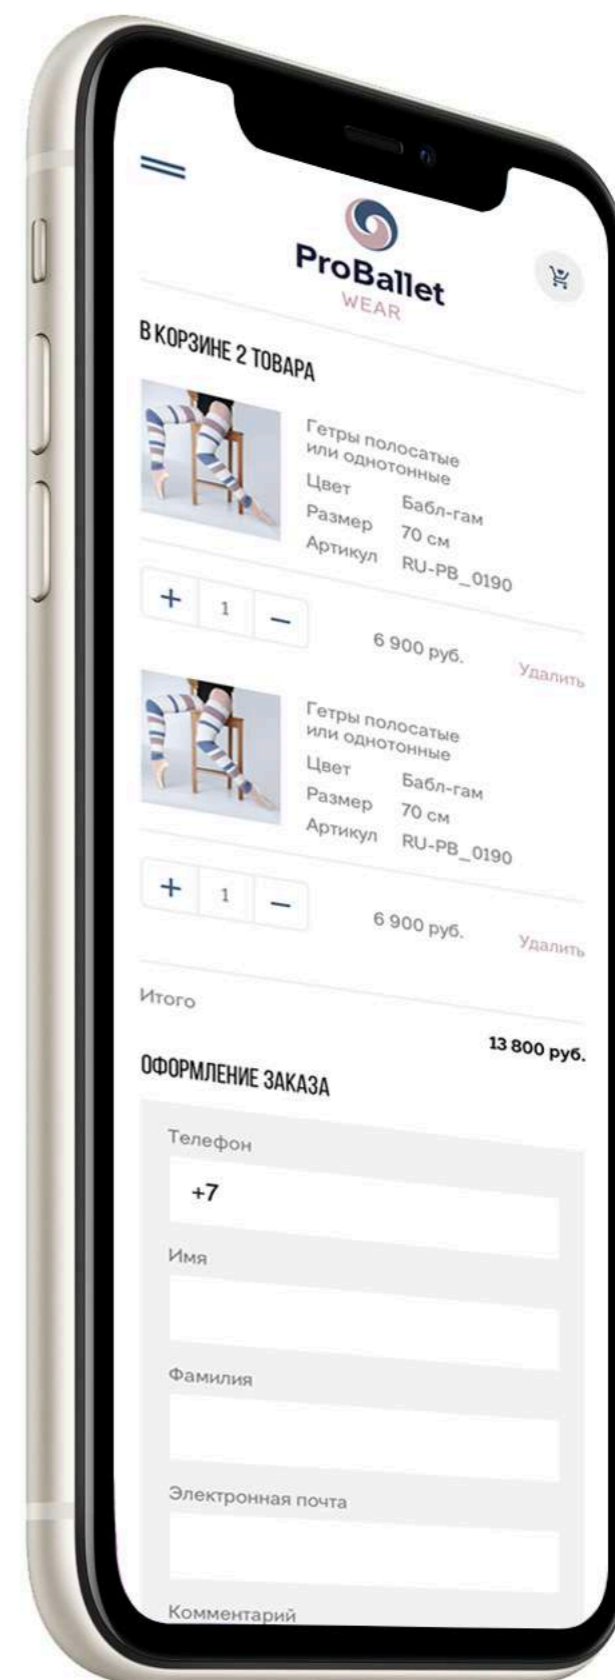 ProBallet
WEAR
В КОРЗИНЕ 2 ТОВАРА
Гетры полосатые
или однотонные
Цвет Бабл-гам
Размер 70 см
Артикул RU-PB_0190
+ 1 −
6 900 руб.
Удалить
Гетры полосатые
или однотонные
Цвет Бабл-гам
Размер 70 см
Артикул RU-PB_0190
+ 1 −
6 900 руб.
Удалить
Итого
13 800 руб.
ОФОРМЛЕНИЕ ЗАКАЗА
Телефон
+7
Имя
Фамилия
Электронная почта
Комментарий